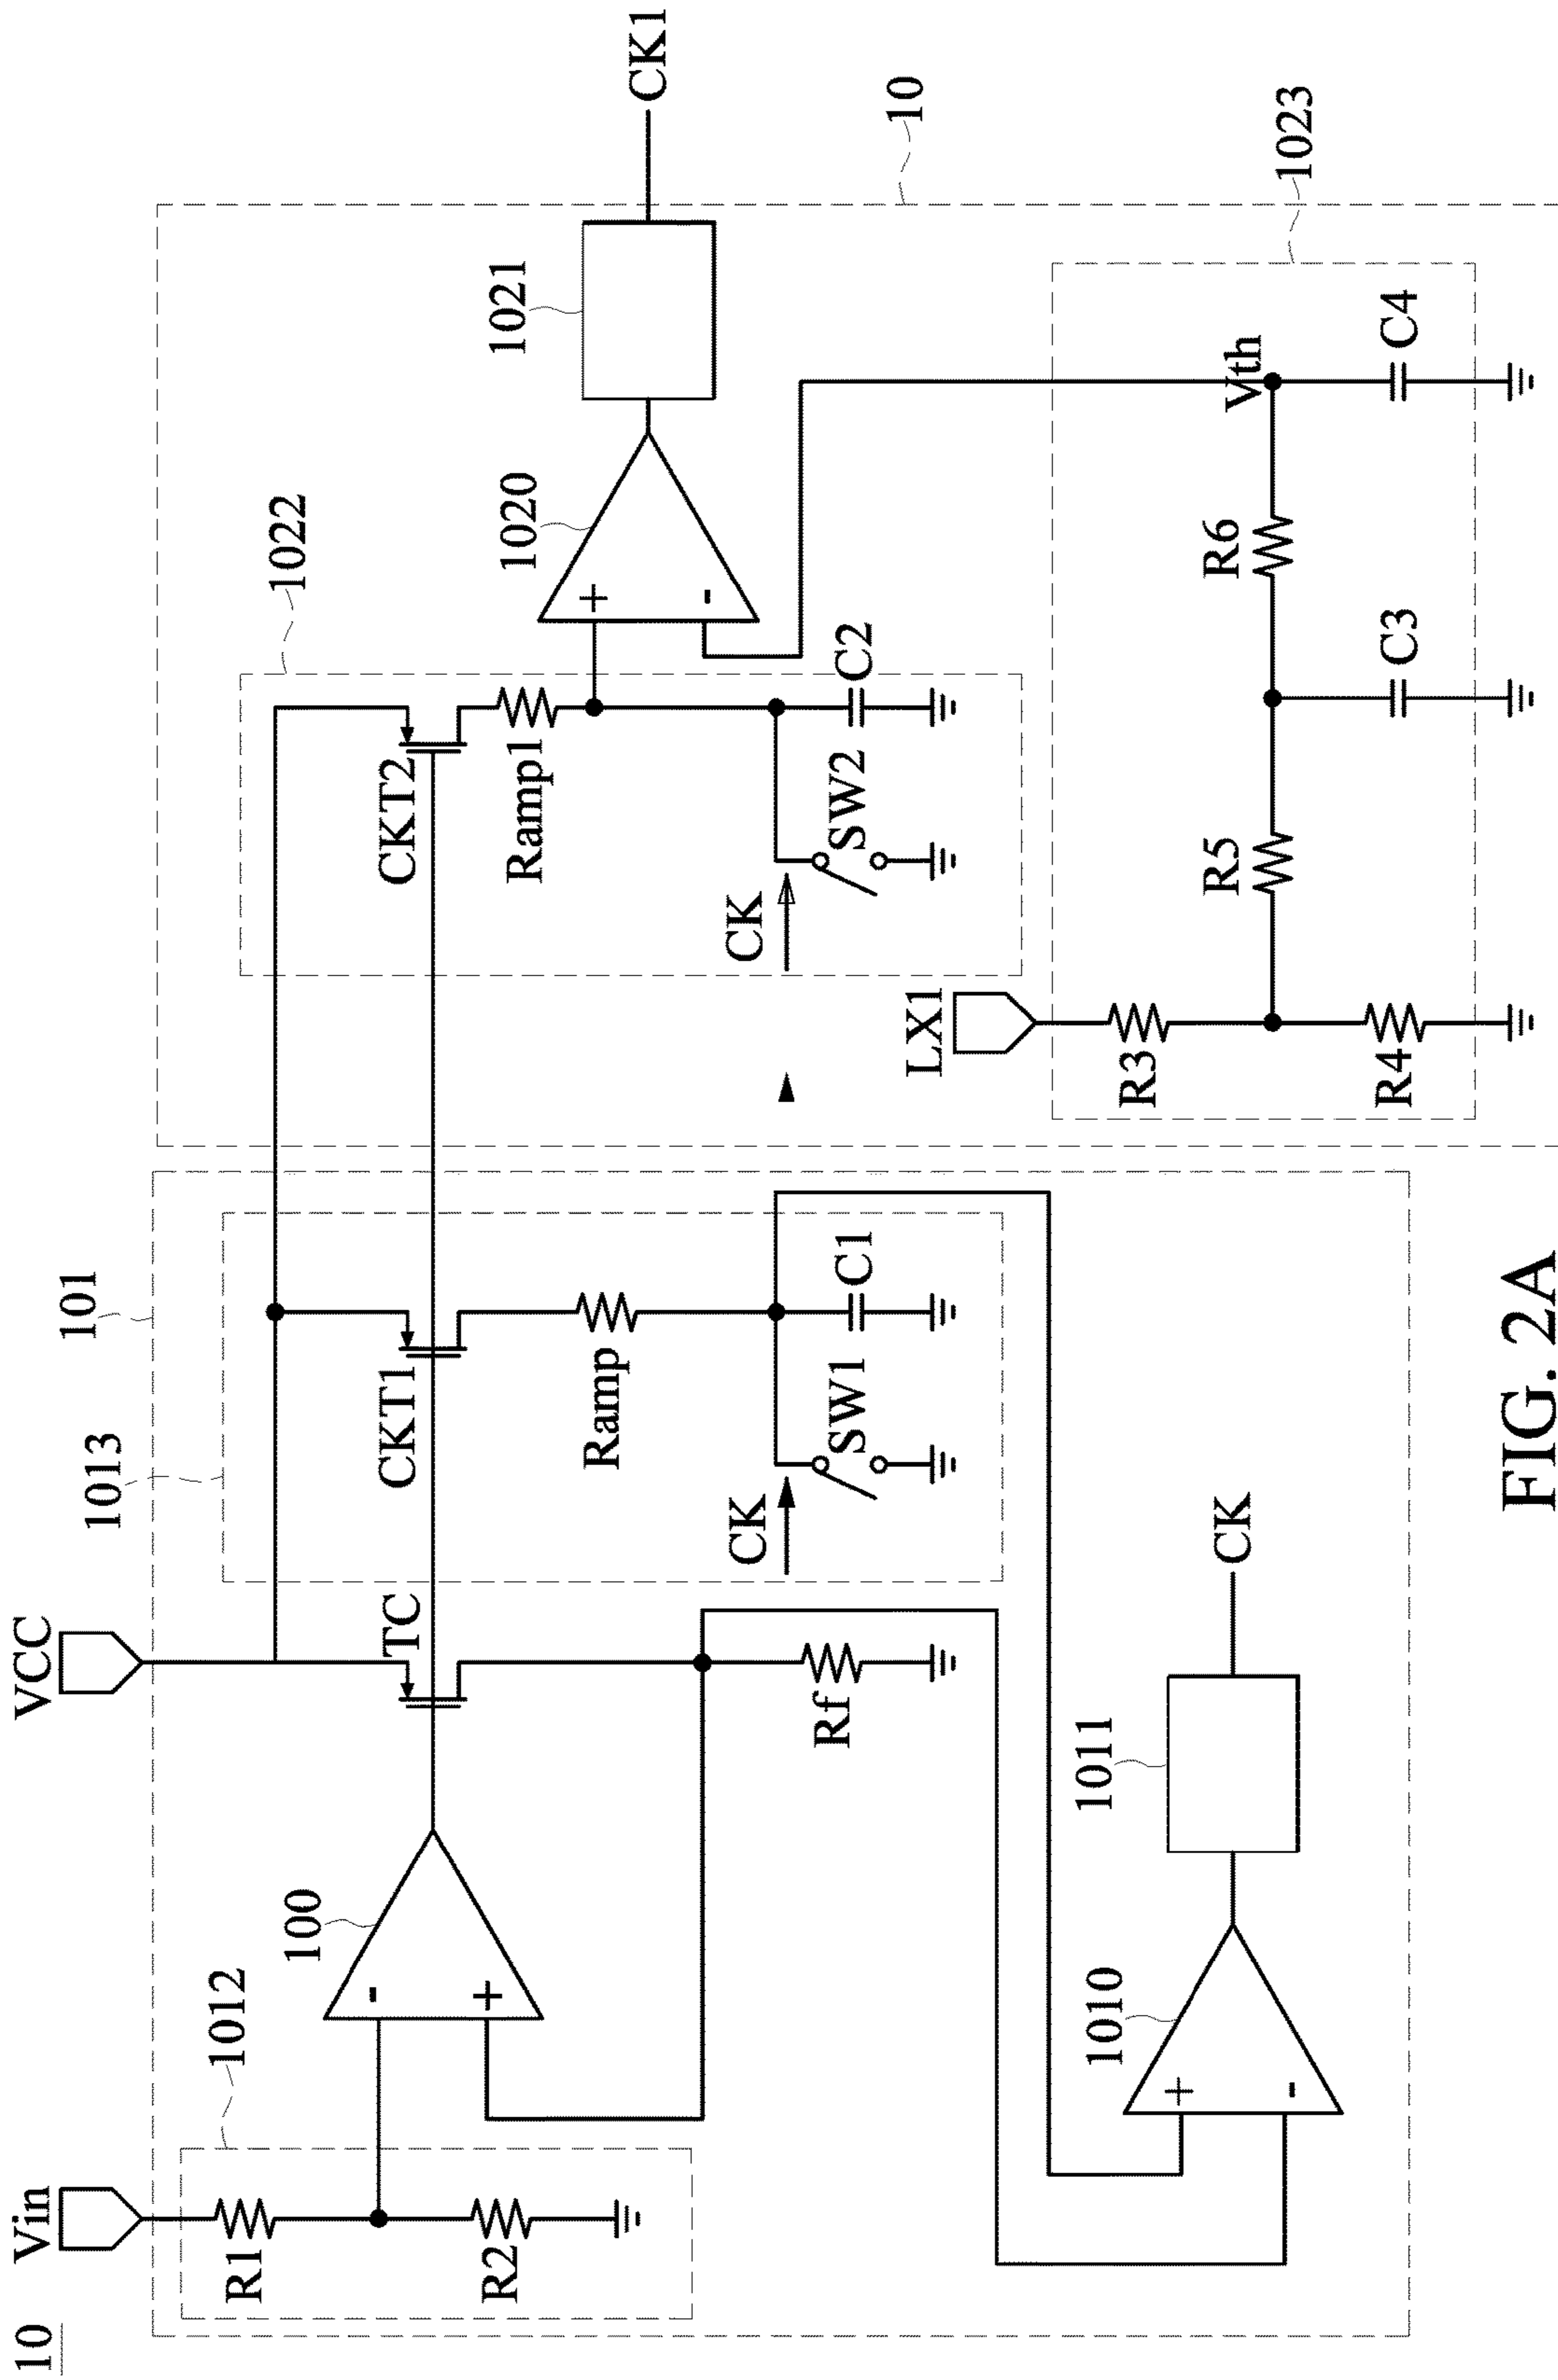 10
Vin
R1
R2
1012
100
-
+
VCC
TC
Rf
101
1013
CKT1
Ramp
CK
SW1
C1
1010
+
-
1011
CK
1022
CKT2
Ramp1
CK
SW2
C2
1020
+
-
1021
CK1
10
LX1
R3
R4
R5
R6
C3
C4
Vth
1023
FIG. 2A